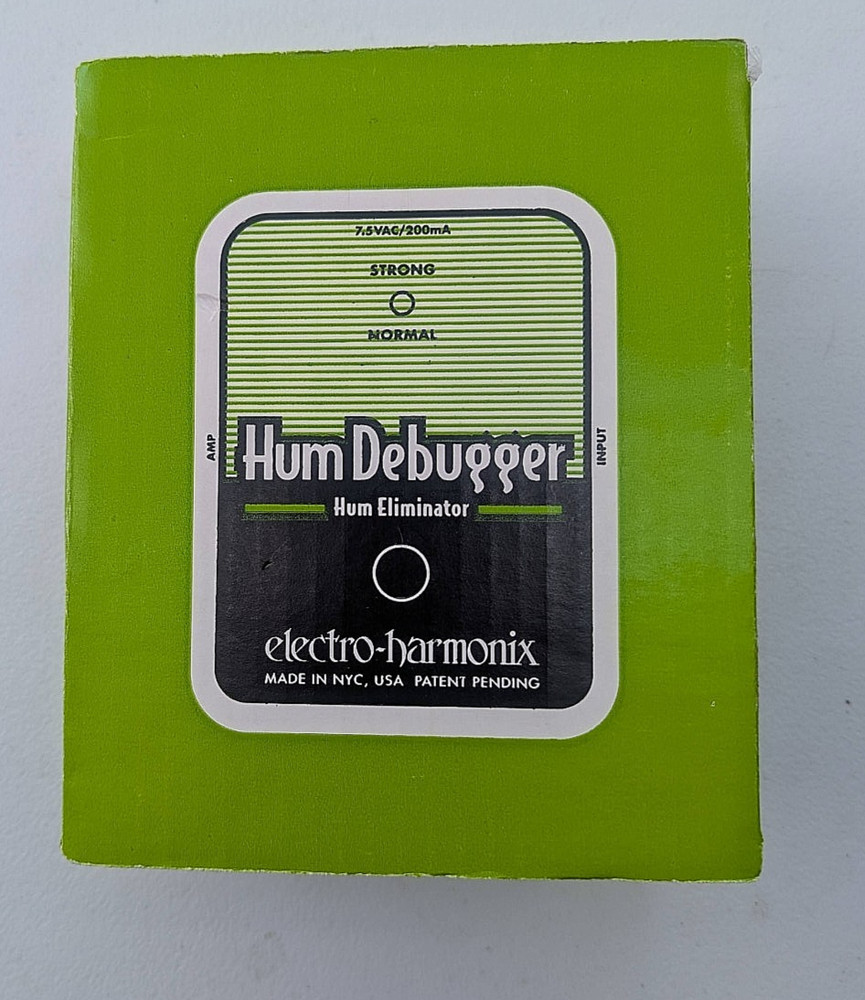 7.5VAC/200mA
STRONG
NORMAL
AMP
INPUT
Hum Debugger
Hum Eliminator
electro-harmonix
MADE IN NYC, USA PATENT PENDING